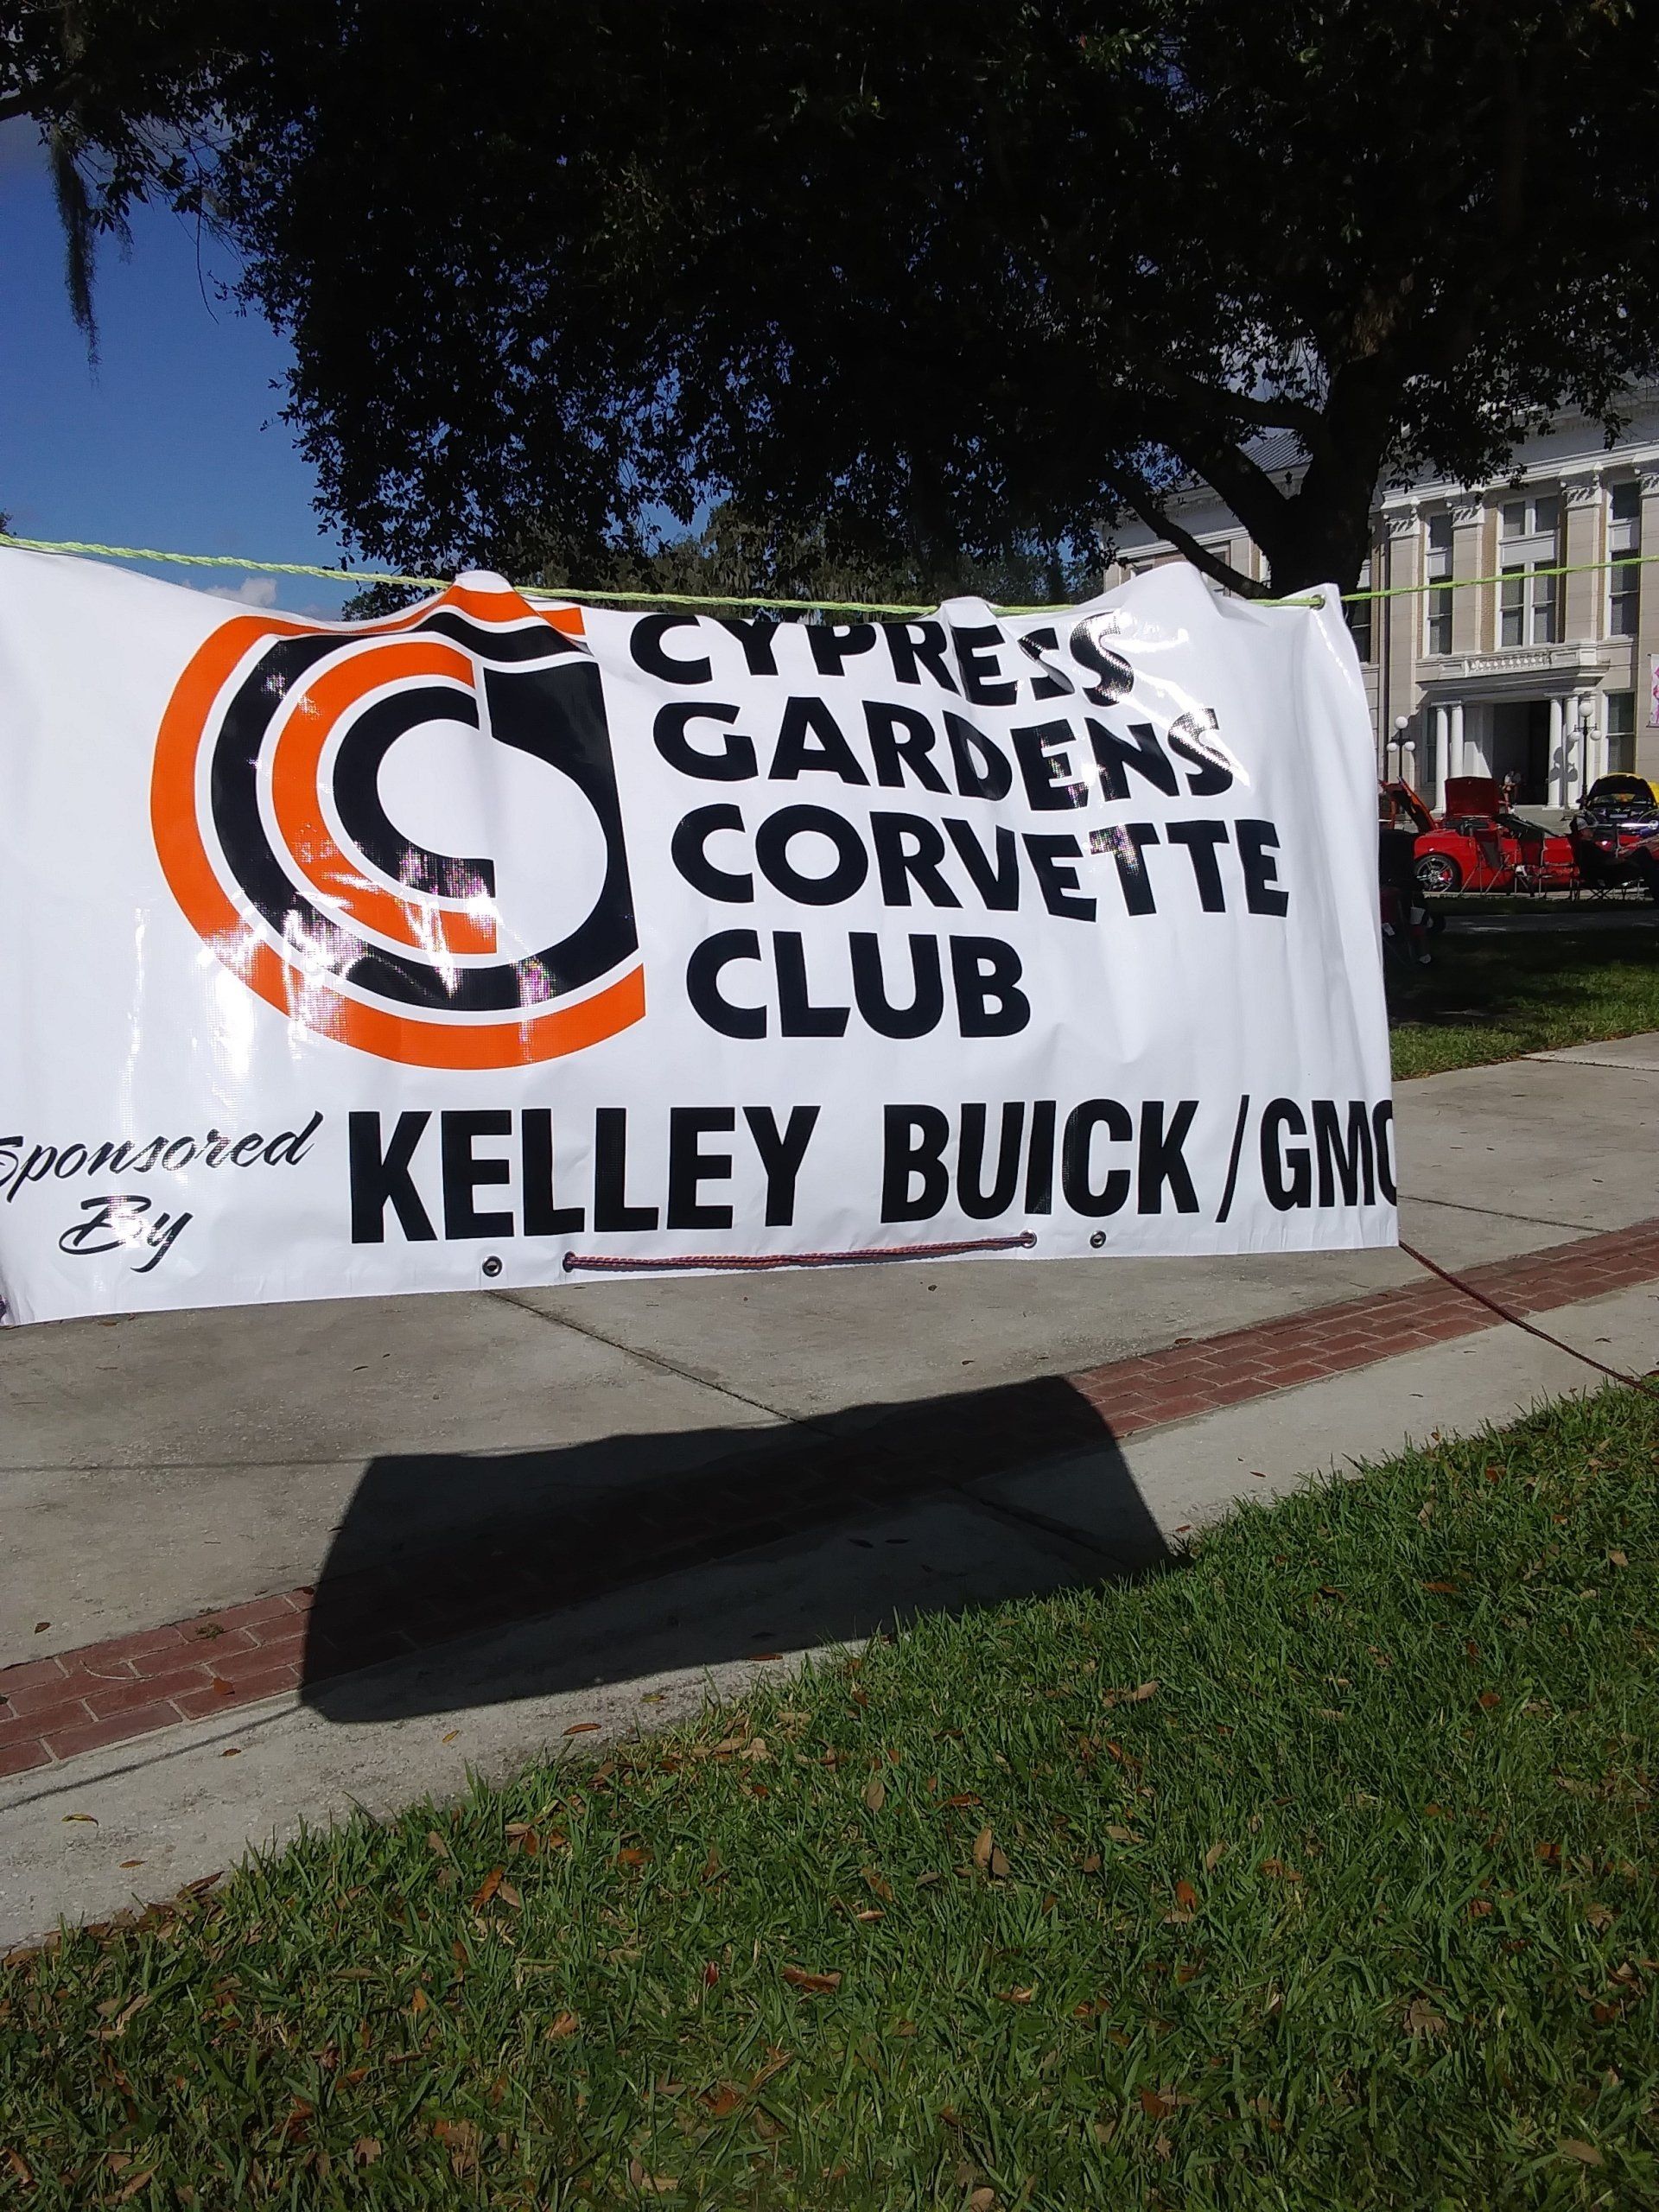 CYPRESS
GARDENS
CORVETTE
CLUB
Sponsored
By
KELLEY BUICK/GMC